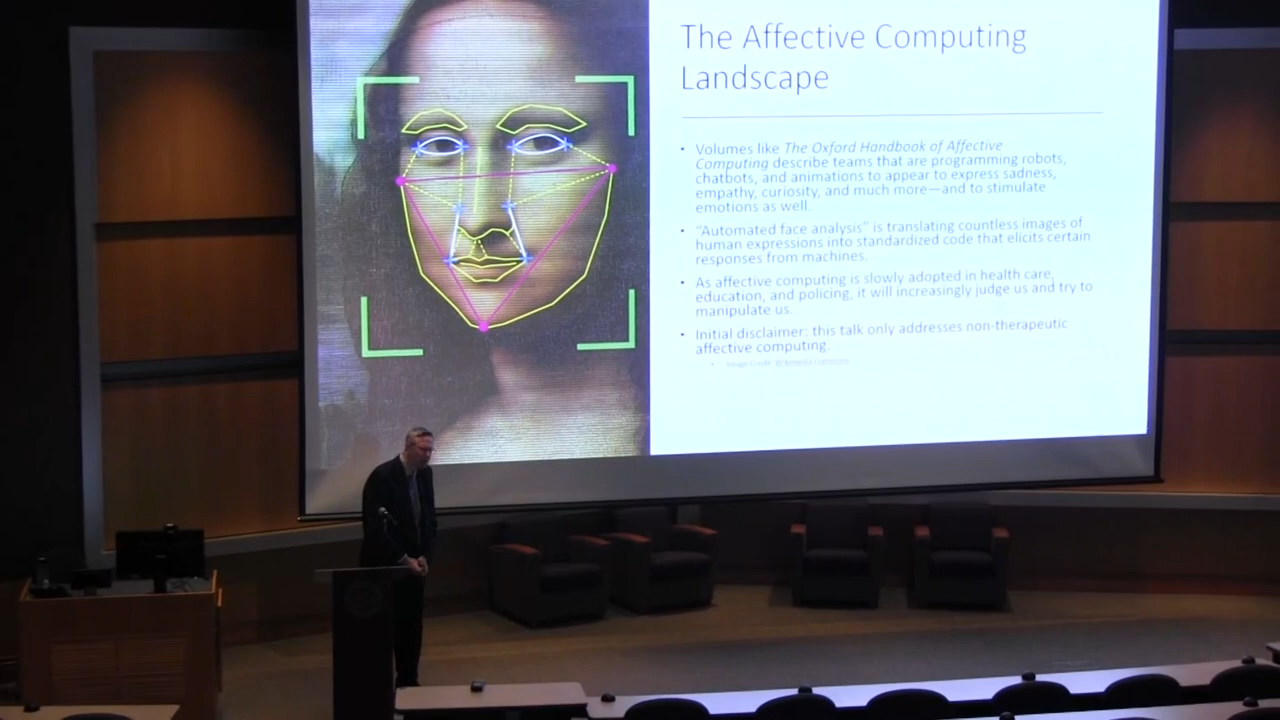 The Affective Computing
Landscape
• Volumes like The Oxford Handbook of Affective
Computing describe teams that are programming robots,
chatbots, and animations to appear to express sadness,
empathy, curiosity, and much more—and to stimulate
emotions as well.
• “Automated face analysis” is translating countless images of
human expressions into standardized code that elicits certain
responses from machines.
• As affective computing is slowly adopted in health care,
education, and policing, it will increasingly judge us and try to
manipulate us.
• Initial disclaimer: this talk only addresses non-therapeutic
affective computing.
• Image Credit: Wikimedia Commons